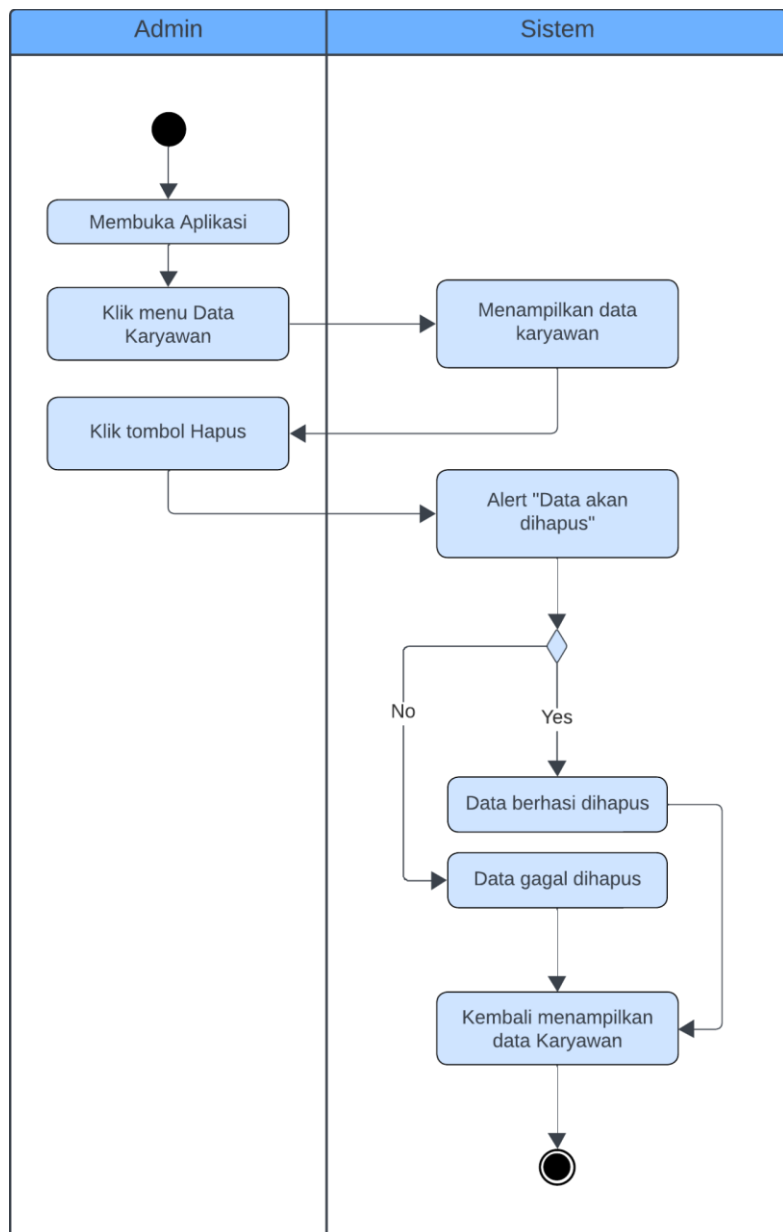 Admin
Sistem
Membuka Aplikasi
Klik menu Data
Karyawan
Menampilkan data
karyawan
Klik tombol Hapus
Alert "Data akan
dihapus"
No
Yes
Data berhasi dihapus
Data gagal dihapus
Kembali menampilkan
data Karyawan